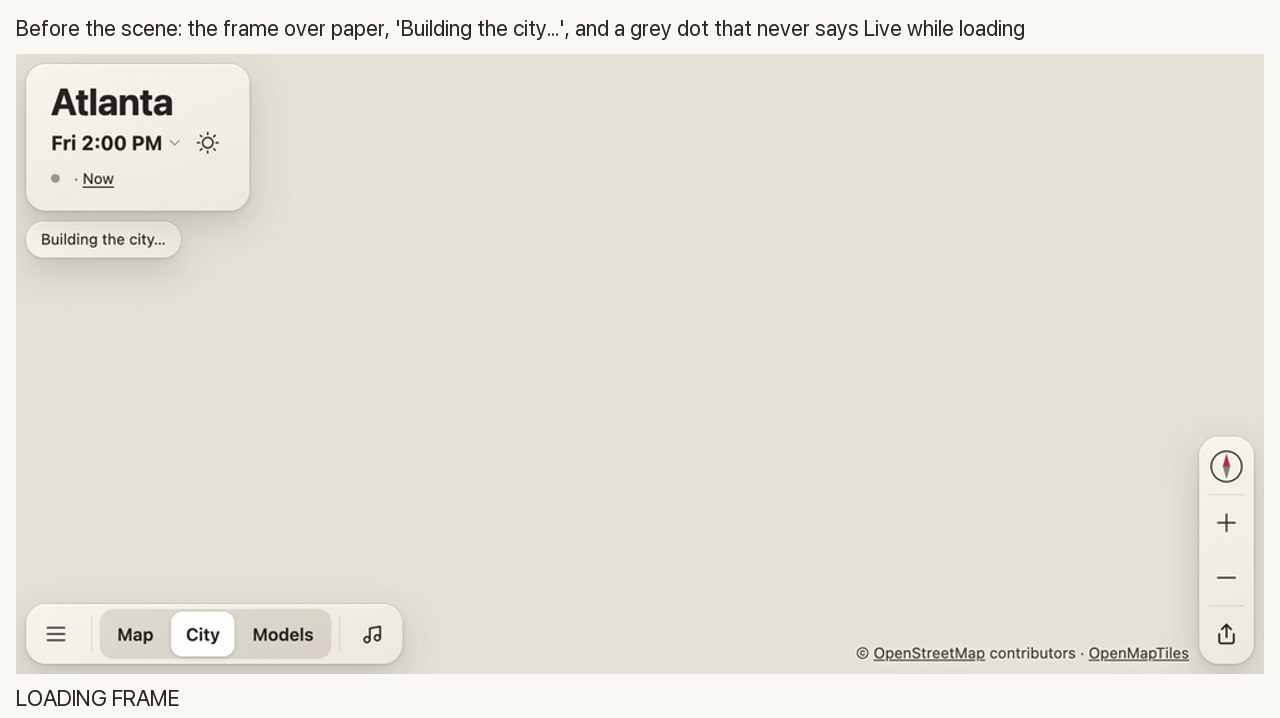 Before the scene: the frame over paper, 'Building the city…', and a grey dot that never says Live while loading
Atlanta
Fri 2:00 PM
· Now
Building the city…
Map City Models
© OpenStreetMap contributors · OpenMapTiles
LOADING FRAME